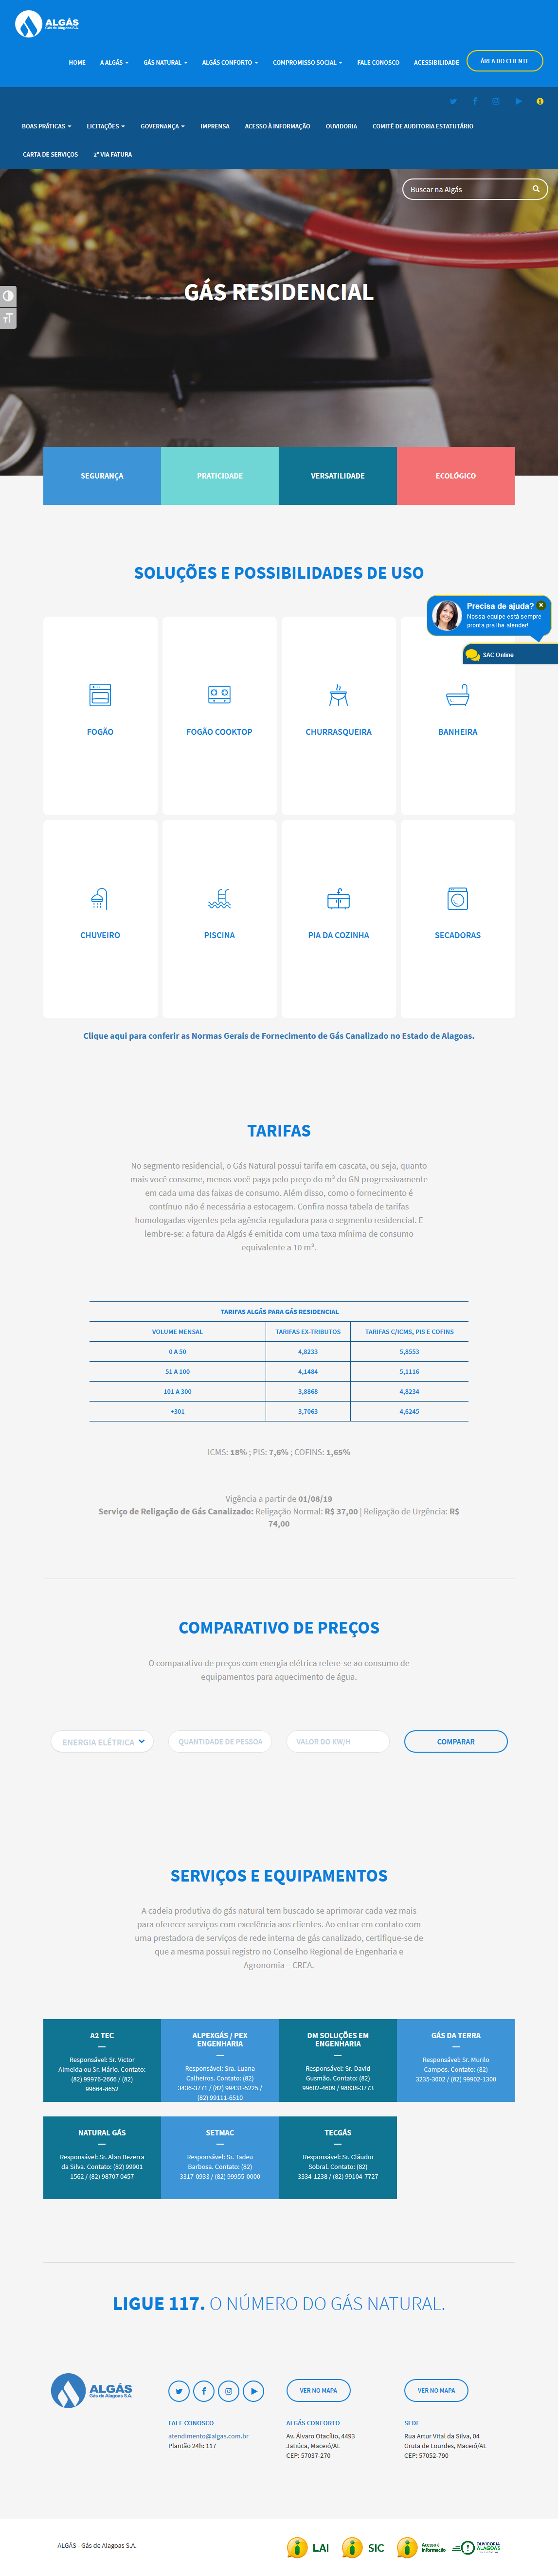 ALGÁS
Gás de Alagoas S.A.
HOME A ALGÁS GÁS NATURAL ALGÁS CONFORTO COMPROMISSO SOCIAL FALE CONOSCO ACESSIBILIDADE ÁREA DO CLIENTE
BOAS PRÁTICAS LICITAÇÕES GOVERNANÇA IMPRENSA ACESSO À INFORMAÇÃO OUVIDORIA COMITÊ DE AUDITORIA ESTATUTÁRIO
CARTA DE SERVIÇOS 2ª VIA FATURA
Buscar na Algás
GÁS RESIDENCIAL
SEGURANÇA PRATICIDADE VERSATILIDADE ECOLÓGICO
SOLUÇÕES E POSSIBILIDADES DE USO
Precisa de ajuda?
Nossa equipe está sempre
pronta pra lhe atender!
SAC Online
FOGÃO FOGÃO COOKTOP CHURRASQUEIRA BANHEIRA
CHUVEIRO PISCINA PIA DA COZINHA SECADORAS
Clique aqui para conferir as Normas Gerais de Fornecimento de Gás Canalizado no Estado de Alagoas.
TARIFAS
No segmento residencial, o Gás Natural possui tarifa em cascata, ou seja, quanto
mais você consome, menos você paga pelo preço do m³ do GN progressivamente
em cada uma das faixas de consumo. Além disso, como o fornecimento é
contínuo não é necessária a estocagem. Confira nossa tabela de tarifas
homologadas vigentes pela agência reguladora para o segmento residencial. E
lembre-se: a fatura da Algás é emitida com uma taxa mínima de consumo
equivalente a 10 m³.
TARIFAS ALGÁS PARA GÁS RESIDENCIAL
VOLUME MENSAL TARIFAS EX-TRIBUTOS TARIFAS C/ICMS, PIS E COFINS
0 A 50 4,8233 5,8553
51 A 100 4,1484 5,1116
101 A 300 3,8868 4,8234
+301 3,7063 4,6245
ICMS: 18% ; PIS: 7,6% ; COFINS: 1,65%
Vigência a partir de 01/08/19
Serviço de Religação de Gás Canalizado: Religação Normal: R$ 37,00 | Religação de Urgência: R$
74,00
COMPARATIVO DE PREÇOS
O comparativo de preços com energia elétrica refere-se ao consumo de
equipamentos para aquecimento de água.
ENERGIA ELÉTRICA QUANTIDADE DE PESSOA VALOR DO KW/H COMPARAR
SERVIÇOS E EQUIPAMENTOS
A cadeia produtiva do gás natural tem buscado se aprimorar cada vez mais
para oferecer serviços com excelência aos clientes. Ao entrar em contato com
uma prestadora de serviços de rede interna de gás canalizado, certifique-se de
que a mesma possui registro no Conselho Regional de Engenharia e
Agronomia – CREA.
A2 TEC
Responsável: Sr. Victor
Almeida ou Sr. Mário. Contato:
(82) 99976-2666 / (82)
99664-8652
ALPEXGÁS / PEX
ENGENHARIA
Responsável: Sra. Luana
Calheiros. Contato: (82)
3436-3771 / (82) 99431-5225 /
(82) 99111-6510
DM SOLUÇÕES EM
ENGENHARIA
Responsável: Sr. David
Gusmão. Contato: (82)
99602-4609 / 98838-3773
GÁS DA TERRA
Responsável: Sr. Murilo
Campos. Contato: (82)
3235-3002 / (82) 99902-1300
NATURAL GÁS
Responsável: Sr. Alan Bezerra
da Silva. Contato: (82) 99901
1562 / (82) 98707 0457
SETMAC
Responsável: Sr. Tadeu
Barbosa. Contato: (82)
3317-0933 / (82) 99955-0000
TECGÁS
Responsável: Sr. Cláudio
Sobral. Contato: (82)
3334-1238 / (82) 99104-7727
LIGUE 117. O NÚMERO DO GÁS NATURAL.
ALGÁS
Gás de Alagoas S.A.
VER NO MAPA VER NO MAPA
FALE CONOSCO
atendimento@algas.com.br
Plantão 24h: 117
ALGÁS CONFORTO
Av. Álvaro Otacílio, 4493
Jatiúca, Maceió/AL
CEP: 57037-270
SEDE
Rua Artur Vital da Silva, 04
Gruta de Lourdes, Maceió/AL
CEP: 57052-790
ALGÁS - Gás de Alagoas S.A.
LAI SIC Acesso à
Informação
OUVIDORIA
ALAGOAS